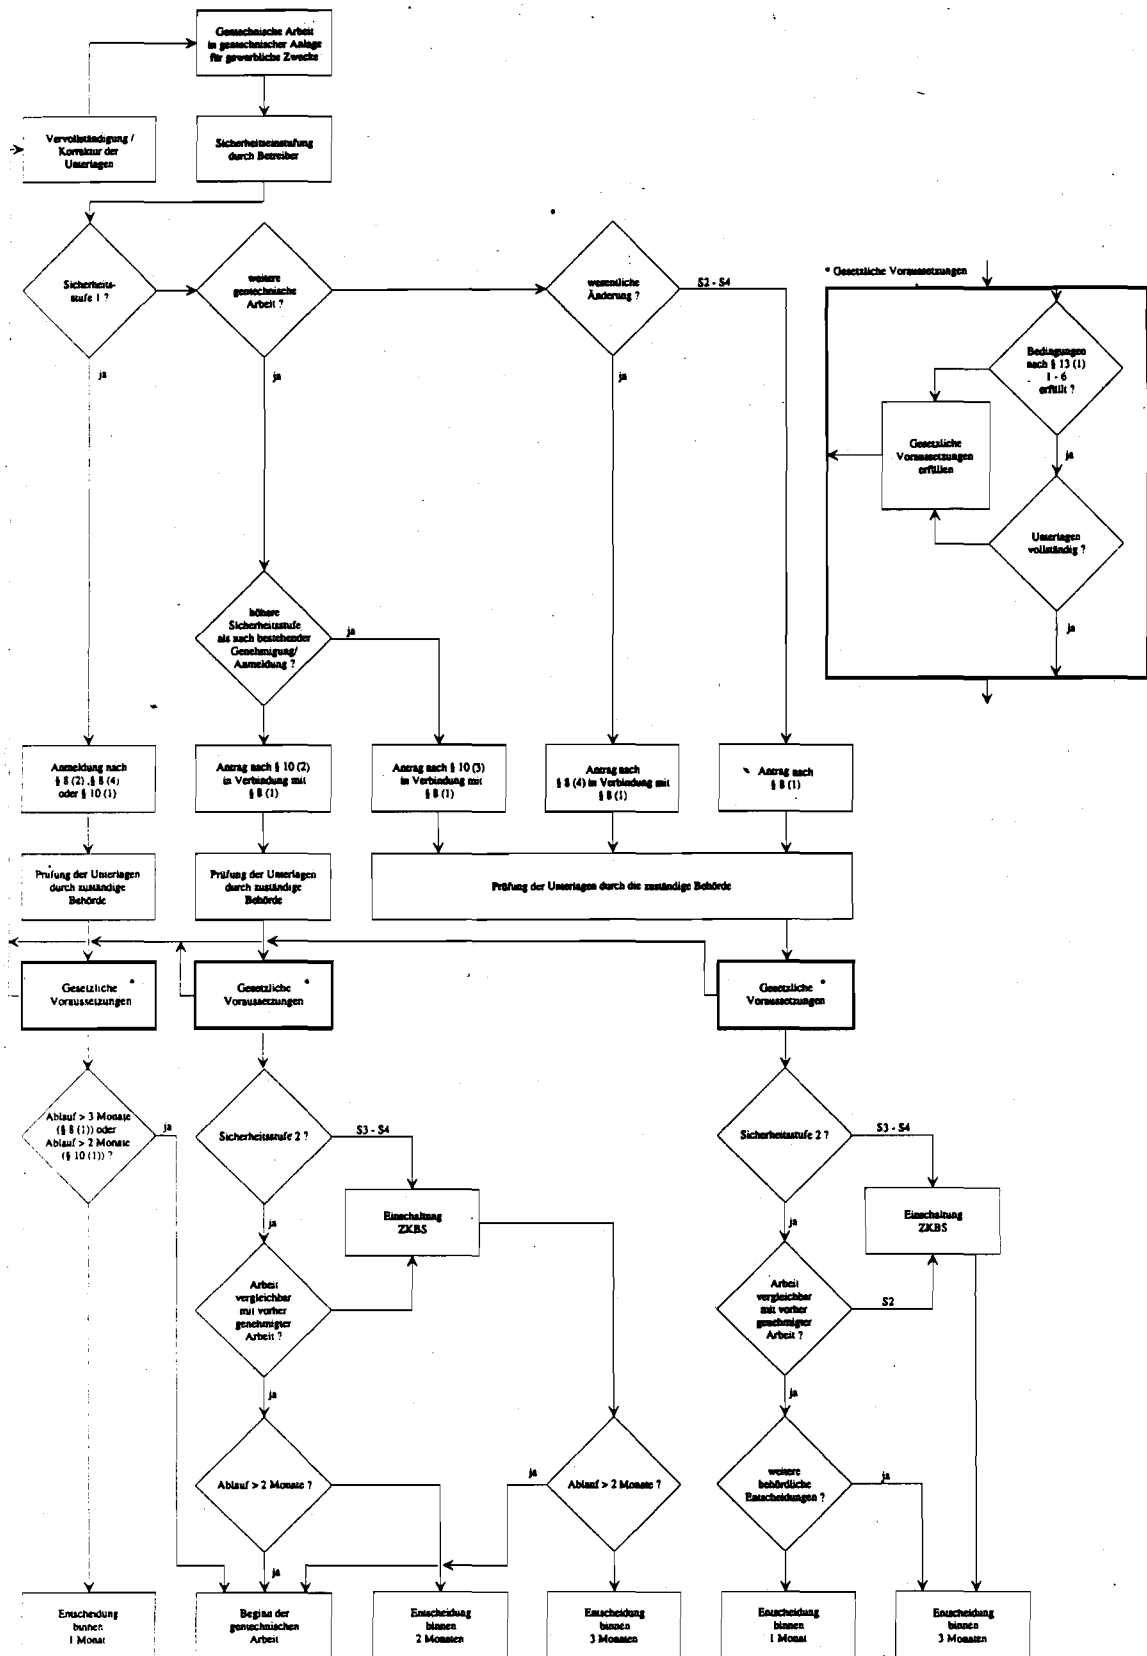 Gentechnische Arbeit
in gentechnischer Anlage
für gewerbliche Zwecke
Vervollständigung /
Korrektur der
Unterlagen
Sicherheitseinstufung
durch Betreiber
Sicherheits-
stufe 1 ?
weitere
gentechnische
Arbeit ?
wesentliche
Änderung ?
S2 - S4
ja
ja
ja
* Gesetzliche Voraussetzungen
Bedingungen
nach § 13 (1)
1 - 6
erfüllt ?
ja
Gesetzliche
Voraussetzungen
erfüllen
Unterlagen
vollständig ?
ja
höhere
Sicherheitsstufe
als nach bestehender
Genehmigung/
Anmeldung ?
ja
Anmeldung nach
§ 8 (2), § 8 (4)
oder § 10 (1)
Antrag nach § 10 (2)
in Verbindung mit
§ 8 (1)
Antrag nach § 10 (3)
in Verbindung mit
§ 8 (1)
Antrag nach
§ 8 (4) in Verbindung mit
§ 8 (1)
Antrag nach
§ 8 (1)
Prüfung der Unterlagen
durch zuständige
Behörde
Prüfung der Unterlagen
durch zuständige
Behörde
Prüfung der Unterlagen durch die zuständige Behörde
Gesetzliche *
Voraussetzungen
Gesetzliche *
Voraussetzungen
Gesetzliche *
Voraussetzungen
Ablauf > 3 Monate
(§ 8 (1)) oder
Ablauf > 2 Monate
(§ 10 (1)) ?
ja
Sicherheitsstufe 2 ?
S3 - S4
ja
Einschaltung
ZKBS
Sicherheitsstufe 2 ?
S3 - S4
ja
Einschaltung
ZKBS
Arbeit
vergleichbar
mit vorher
genehmigter
Arbeit ?
ja
Arbeit
vergleichbar
mit vorher
genehmigter
Arbeit ?
S2
ja
Ablauf > 2 Monate ?
ja
ja
Ablauf > 2 Monate ?
weitere
behördliche
Entscheidungen ?
ja
Entscheidung
binnen
1 Monat
Beginn der
gentechnischen
Arbeit
Entscheidung
binnen
2 Monaten
Entscheidung
binnen
3 Monaten
Entscheidung
binnen
1 Monat
Entscheidung
binnen
3 Monaten